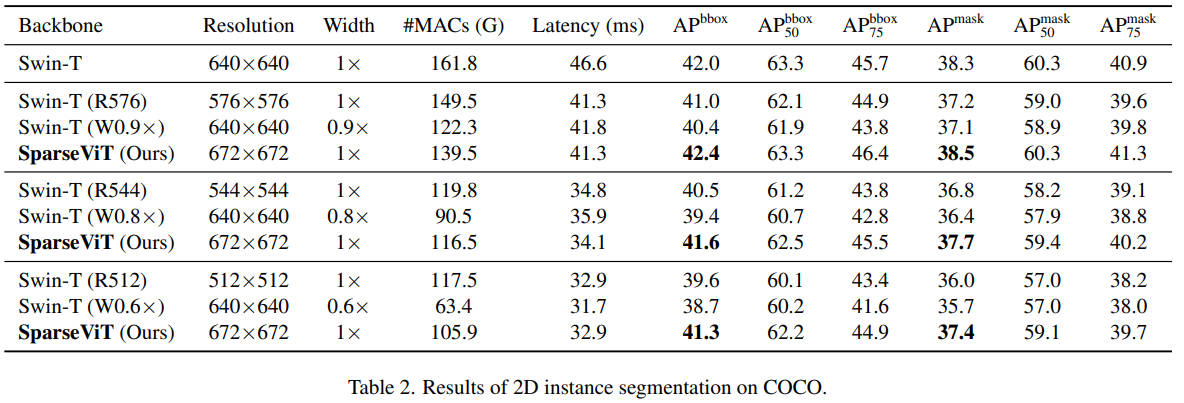 Backbone Resolution Width #MACs (G) Latency (ms) AP^bbox AP^bbox_50 AP^bbox_75 AP^mask AP^mask_50 AP^mask_75
Swin-T 640×640 1× 161.8 46.6 42.0 63.3 45.7 38.3 60.3 40.9
Swin-T (R576) 576×576 1× 149.5 41.3 41.0 62.1 44.9 37.2 59.0 39.6
Swin-T (W0.9×) 640×640 0.9× 122.3 41.8 40.4 61.9 43.8 37.1 58.9 39.8
SparseViT (Ours) 672×672 1× 139.5 41.3 42.4 63.3 46.4 38.5 60.3 41.3
Swin-T (R544) 544×544 1× 119.8 34.8 40.5 61.2 43.8 36.8 58.2 39.1
Swin-T (W0.8×) 640×640 0.8× 90.5 35.9 39.4 60.7 42.8 36.4 57.9 38.8
SparseViT (Ours) 672×672 1× 116.5 34.1 41.6 62.5 45.5 37.7 59.4 40.2
Swin-T (R512) 512×512 1× 117.5 32.9 39.6 60.1 43.4 36.0 57.0 38.2
Swin-T (W0.6×) 640×640 0.6× 63.4 31.7 38.7 60.2 41.6 35.7 57.0 38.0
SparseViT (Ours) 672×672 1× 105.9 32.9 41.3 62.2 44.9 37.4 59.1 39.7
Table 2. Results of 2D instance segmentation on COCO.